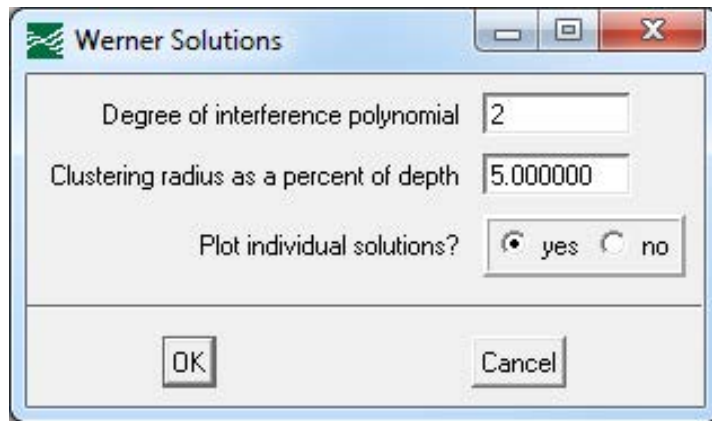 Werner Solutions
Degree of interference polynomial 2
Clustering radius as a percent of depth 5.000000
Plot individual solutions? yes no
OK Cancel